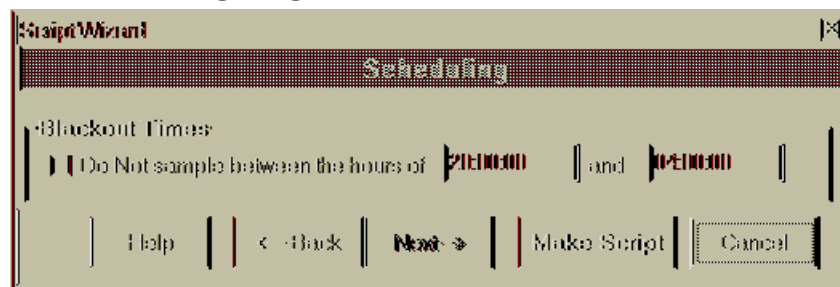 Script Wizard
Scheduling
Blackout Times
Do Not sample between the hours of and
Help < Back Next > Make Script Cancel